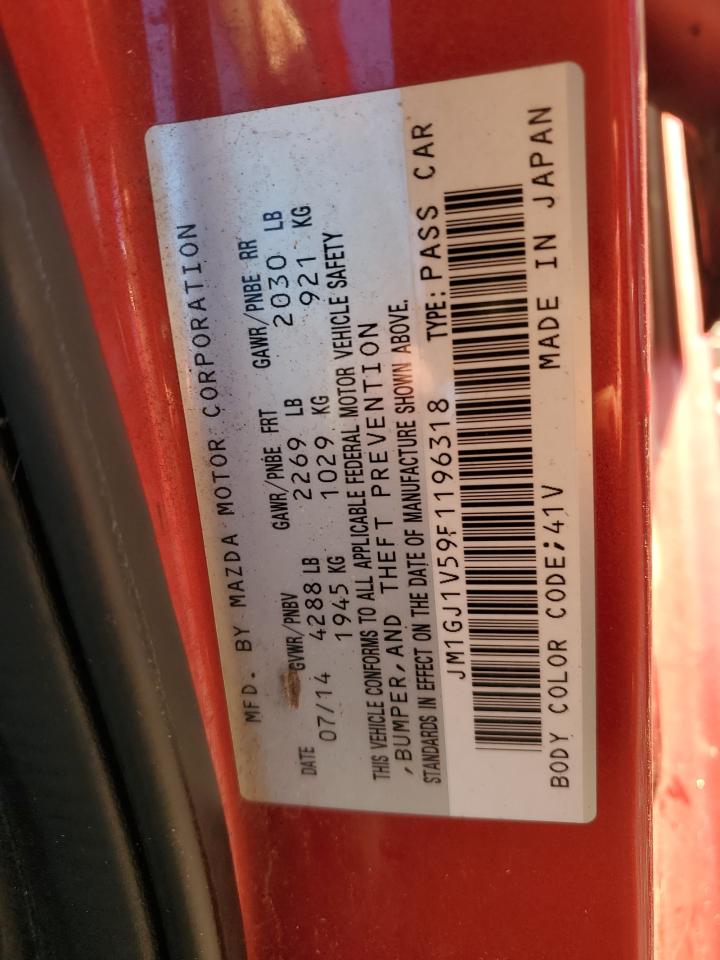 MFD. BY MAZDA MOTOR CORPORATION
DATE GVWR/PNBV GAWR/PNBE FRT GAWR/PNBE RR
07/14 4288 LB 2269 LB 2030 LB
1945 KG 1029 KG 921 KG
THIS VEHICLE CONFORMS TO ALL APPLICABLE FEDERAL MOTOR VEHICLE SAFETY
,BUMPER,AND THEFT PREVENTION
STANDARDS IN EFFECT ON THE DATE OF MANUFACTURE SHOWN ABOVE.
JM1GJ1V59F1196318 TYPE:PASS CAR
BODY COLOR CODE;41V MADE IN JAPAN